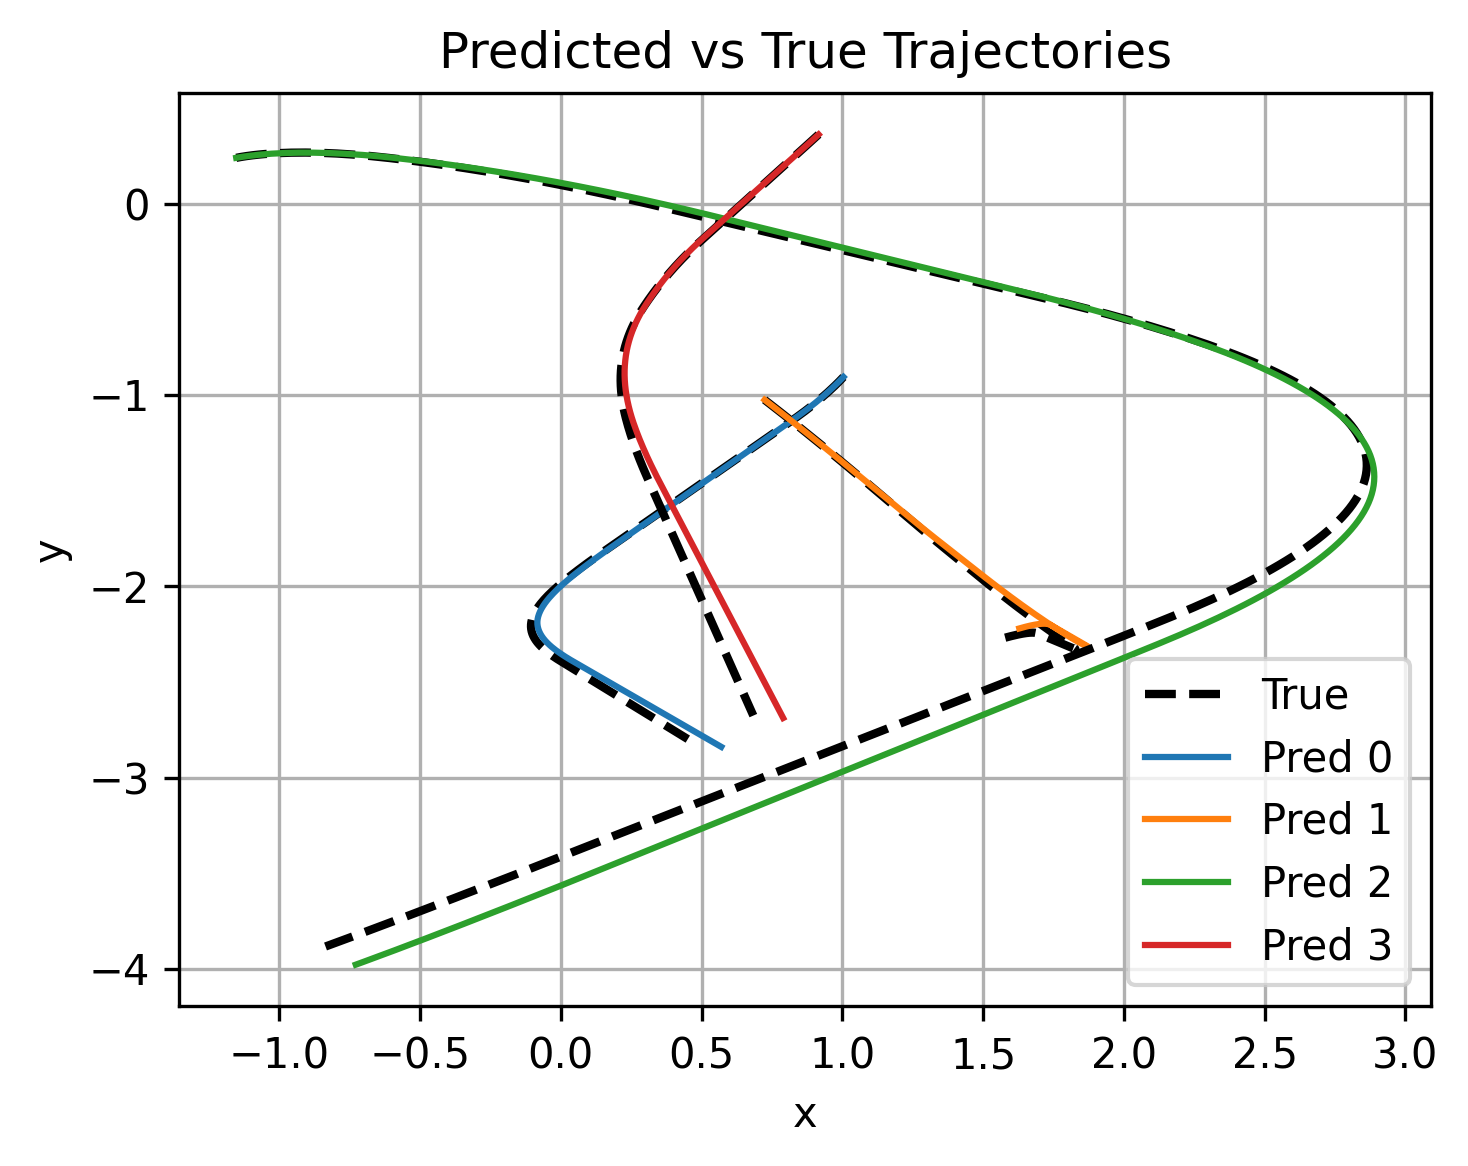 Predicted vs True Trajectories
y
0
−1
−2
−3
−4
True
Pred 0
Pred 1
Pred 2
Pred 3
−1.0 −0.5 0.0 0.5 1.0 1.5 2.0 2.5 3.0
x